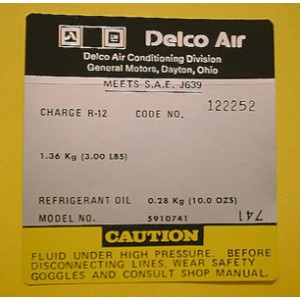 GM Delco Air
Delco Air Conditioning Division
General Motors, Dayton, Ohio
MEETS S.A.E. J639
CHARGE R-12 CODE NO. 122252
1.36 Kg (3.00 LBS)
REFRIGERANT OIL 0.28 Kg (10.0 OZS)
MODEL NO. 5910741 741
CAUTION
FLUID UNDER HIGH PRESSURE. BEFORE
DISCONNECTING LINES, WEAR SAFETY
GOGGLES AND CONSULT SHOP MANUAL.